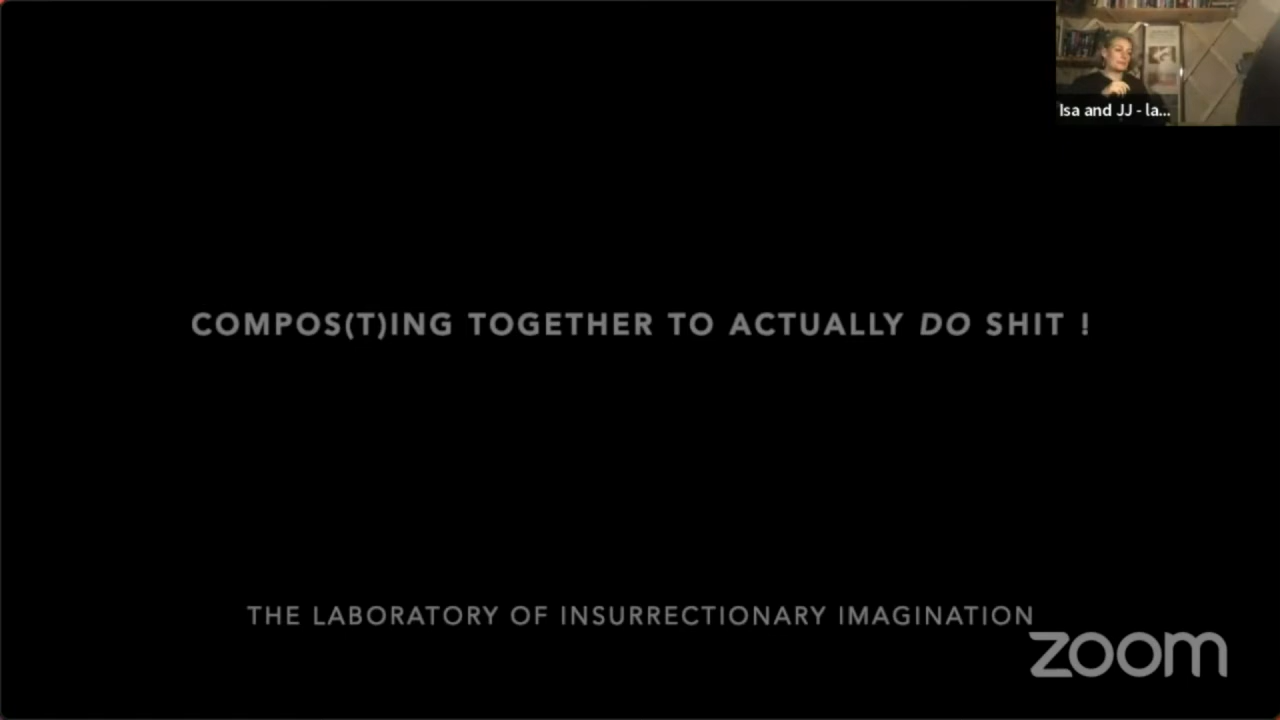 Isa and JJ - la...
COMPOS(T)ING TOGETHER TO ACTUALLY DO SHIT !
THE LABORATORY OF INSURRECTIONARY IMAGINATION
zoom